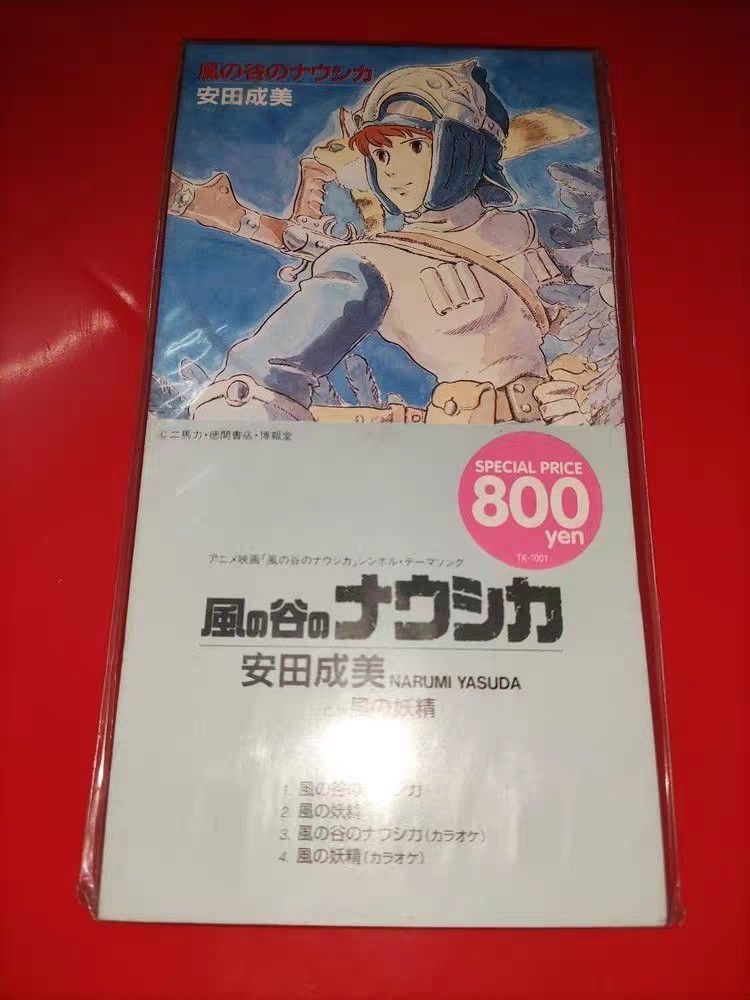 風の谷のナウシカ
安田成美
©二馬力・徳間書店・博報堂
SPECIAL PRICE
800
yen
TK-1001
アニメ映画「風の谷のナウシカ」シンボル・テーマソング
風の谷のナウシカ
安田成美 NARUMI YASUDA
風の妖精
1. 風の谷のナウシカ
2. 風の妖精
3. 風の谷のナウシカ(カラオケ)
4. 風の妖精(カラオケ)